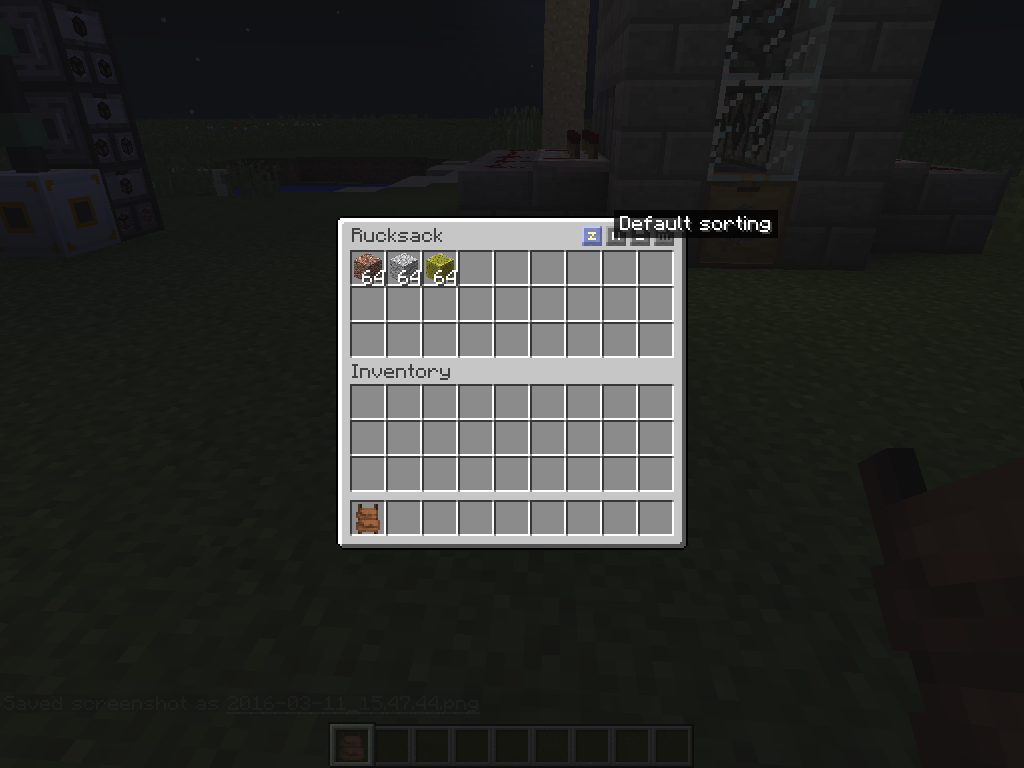 Default sorting
Rucksack
64 64 64
Inventory
Saved screenshot as 2016-03-11_15.47.44.png